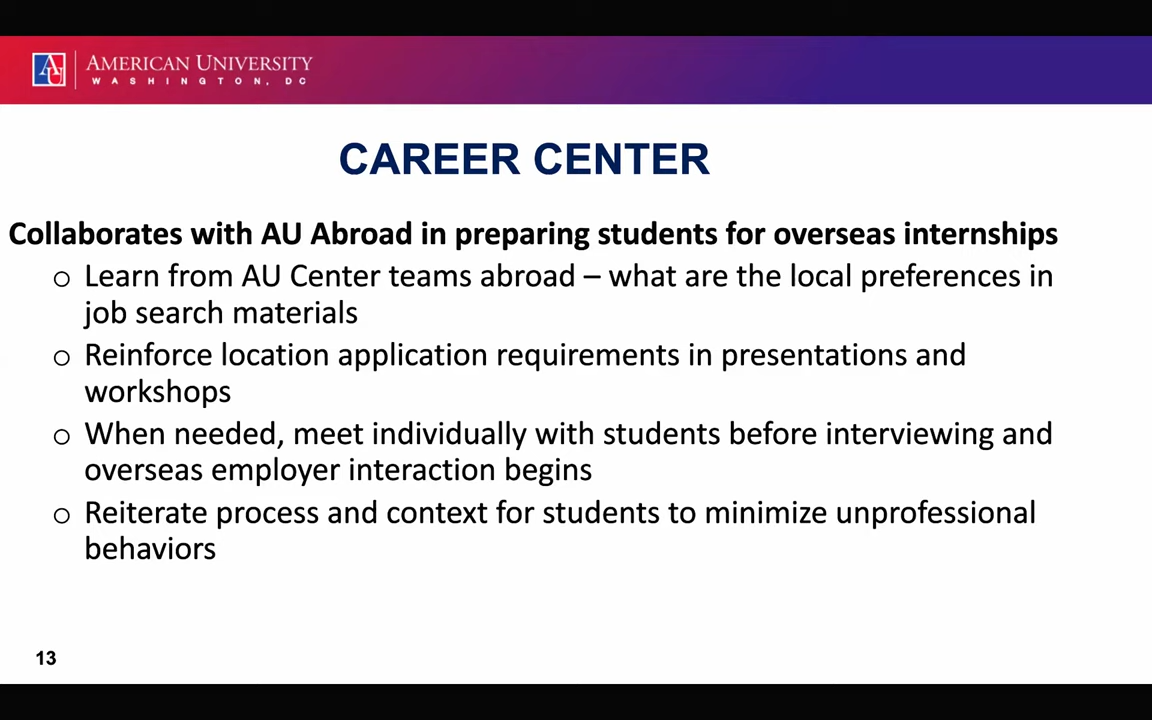 AU
AMERICAN UNIVERSITY
WASHINGTON, DC
CAREER CENTER
Collaborates with AU Abroad in preparing students for overseas internships
o Learn from AU Center teams abroad – what are the local preferences in
job search materials
o Reinforce location application requirements in presentations and
workshops
o When needed, meet individually with students before interviewing and
overseas employer interaction begins
o Reiterate process and context for students to minimize unprofessional
behaviors
13